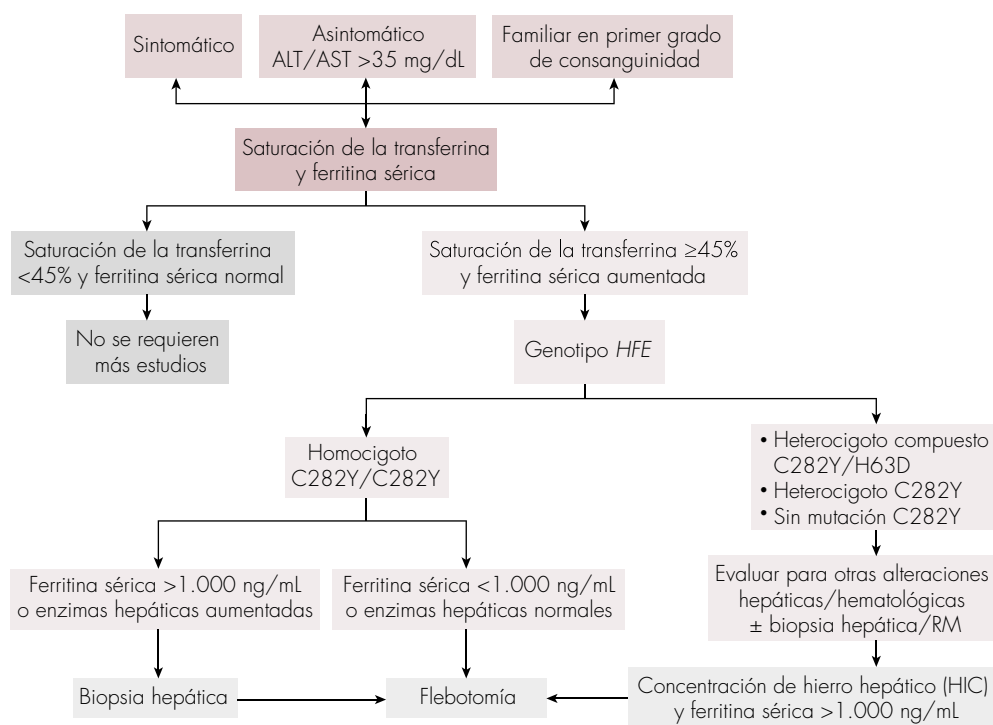 Sintomático
Asintomático
ALT/AST >35 mg/dL
Familiar en primer grado
de consanguinidad
Saturación de la transferrina
y ferritina sérica
Saturación de la transferrina
<45% y ferritina sérica normal
Saturación de la transferrina ≥45%
y ferritina sérica aumentada
No se requieren
más estudios
Genotipo HFE
Homocigoto
C282Y/C282Y
• Heterocigoto compuesto
C282Y/H63D
• Heterocigoto C282Y
• Sin mutación C282Y
Ferritina sérica >1.000 ng/mL
o enzimas hepáticas aumentadas
Ferritina sérica <1.000 ng/mL
o enzimas hepáticas normales
Evaluar para otras alteraciones
hepáticas/hematológicas
± biopsia hepática/RM
Biopsia hepática
Flebotomía
Concentración de hierro hepático (HIC)
y ferritina sérica >1.000 ng/mL